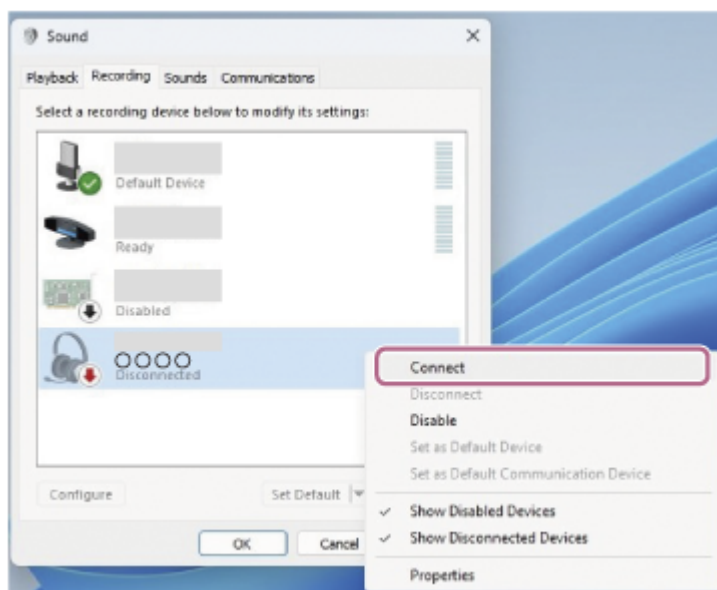 Sound
Playback Recording Sounds Communications
Select a recording device below to modify its settings:
Default Device
Ready
Disabled
○○○○
Disconnected
Configure
Set Default
OK
Cancel
Connect
Disconnect
Disable
Set as Default Device
Set as Default Communication Device
Show Disabled Devices
Show Disconnected Devices
Properties